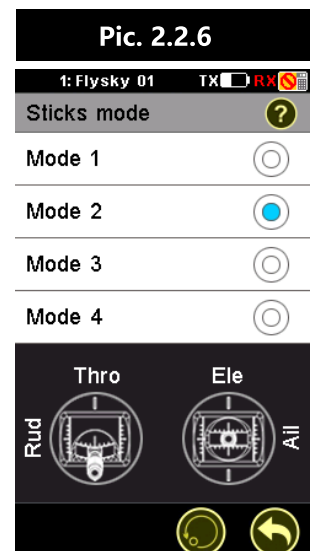 Pic. 2.2.6
1: Flysky 01 TX RX
Sticks mode ?
Mode 1
Mode 2
Mode 3
Mode 4
Thro Ele
Rud Ail